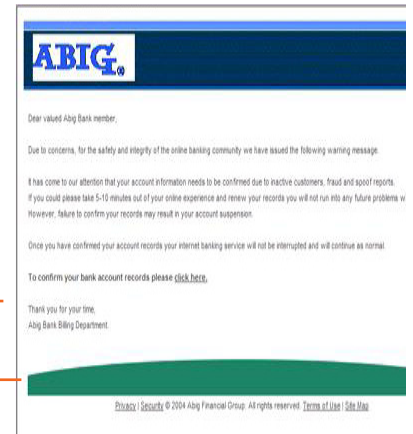 ABIG®
Dear valued Abig Bank member,
Due to concerns, for the safety and integrity of the online banking community we have issued the following warning message.
It has come to our attention that your account information needs to be confirmed due to inactive customers, fraud and spoof reports.
If you could please take 5-10 minutes out of your online experience and renew your records you will not run into any future problems w
However, failure to confirm your records may result in your account suspension.
Once you have confirmed your account records your internet banking service will not be interrupted and will continue as normal.
To confirm your bank account records please click here.
Thank you for your time,
Abig Bank Billing Department.
Privacy | Security © 2004 Abig Financial Group. All rights reserved. Terms of Use | Site Map